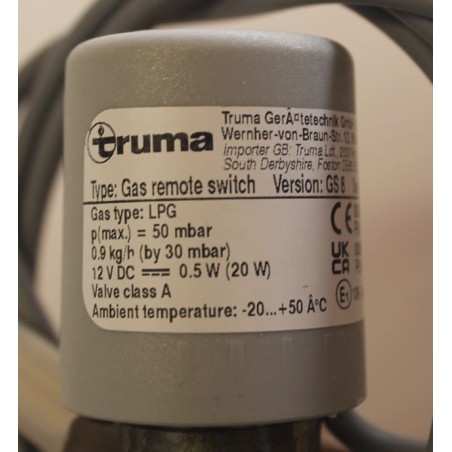 truma
Truma GerÃ¤tetechnik
Wernher-von-Braun-Str. 12,
Importer GB: Truma Ltd.,
South Derbyshire, Foston
Type: Gas remote switch Version: GS 8
Gas type: LPG
p(max.) = 50 mbar
0.9 kg/h (by 30 mbar)
12 V DC ⎓ 0.5 W (20 W)
Valve class A
Ambient temperature: -20...+50 Â°C
CE
UK
CA
E1